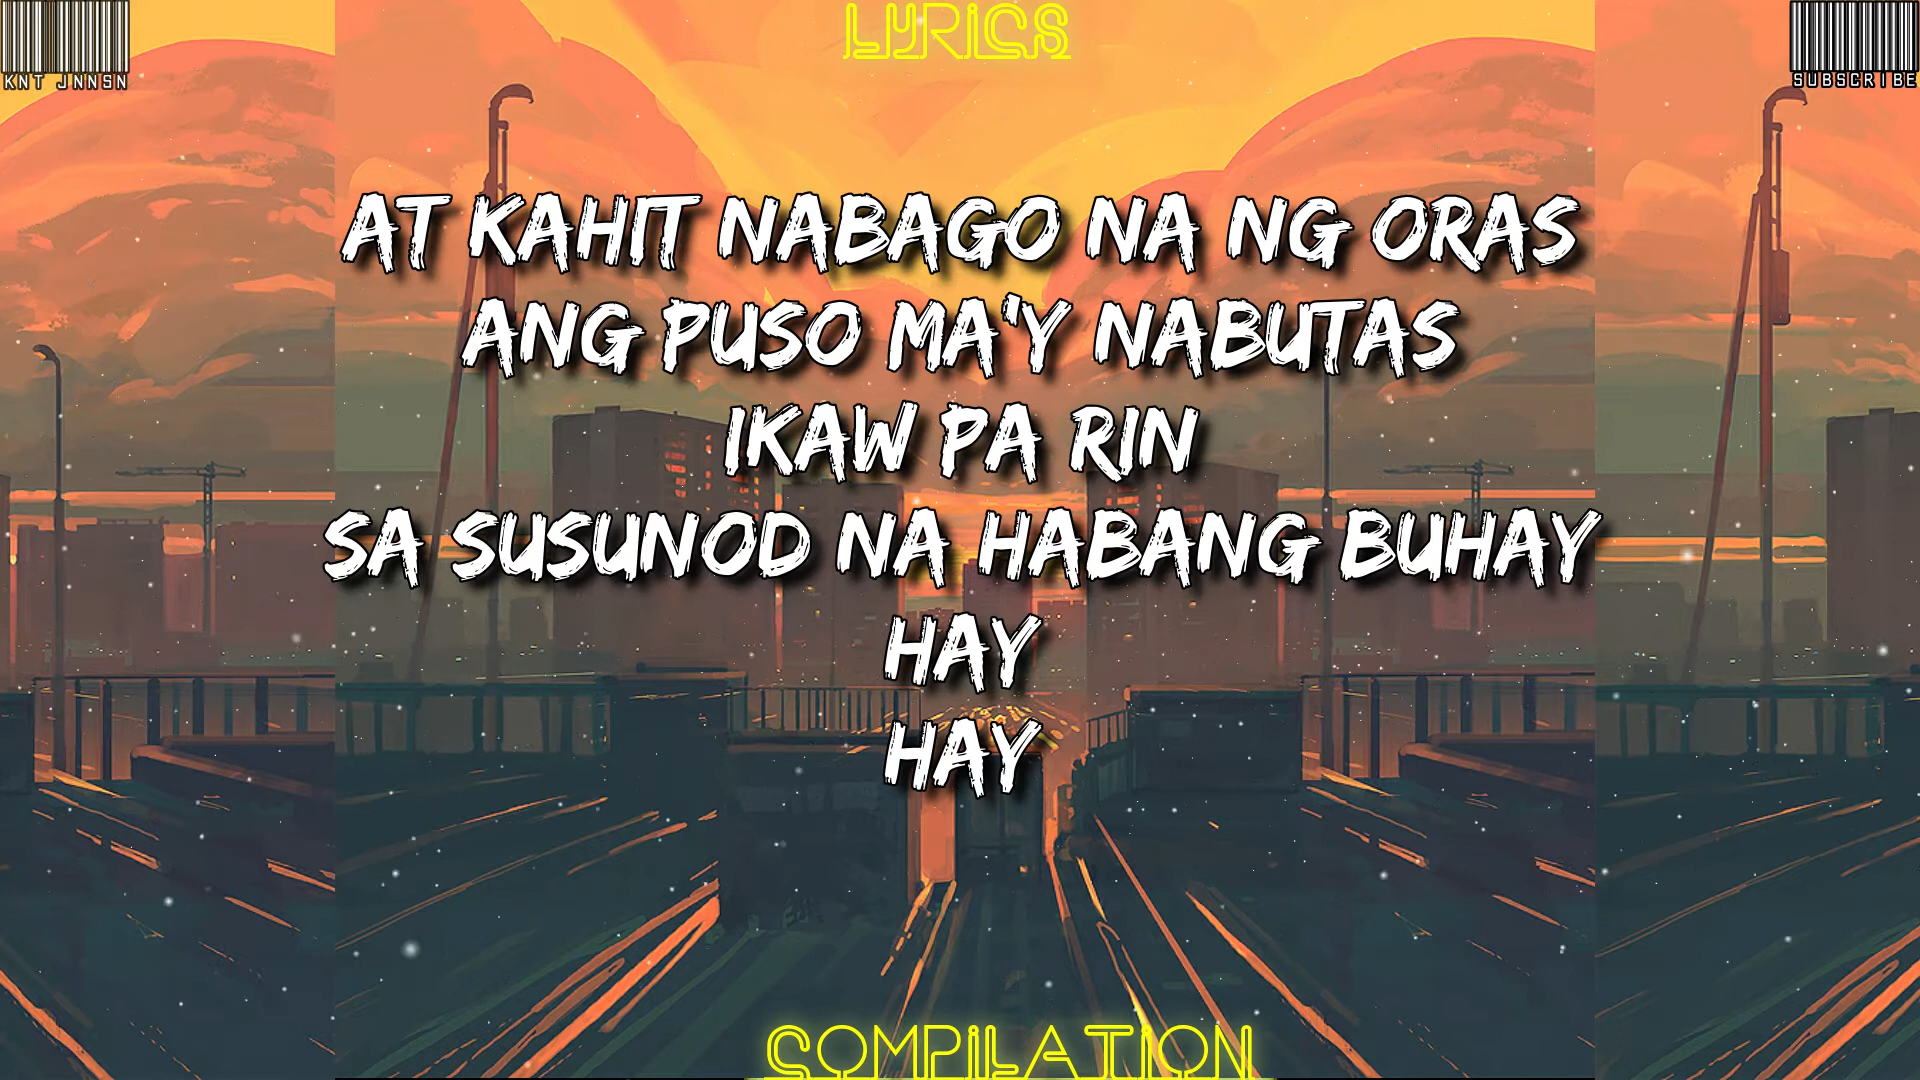 LYRICS
KNT JNNSN
SUBSCRIBE
AT KAHIT NABAGO NA NG ORAS
ANG PUSO MA'Y NABUTAS
IKAW PA RIN
SA SUSUNOD NA HABANG BUHAY
HAY
HAY
COMPILATION